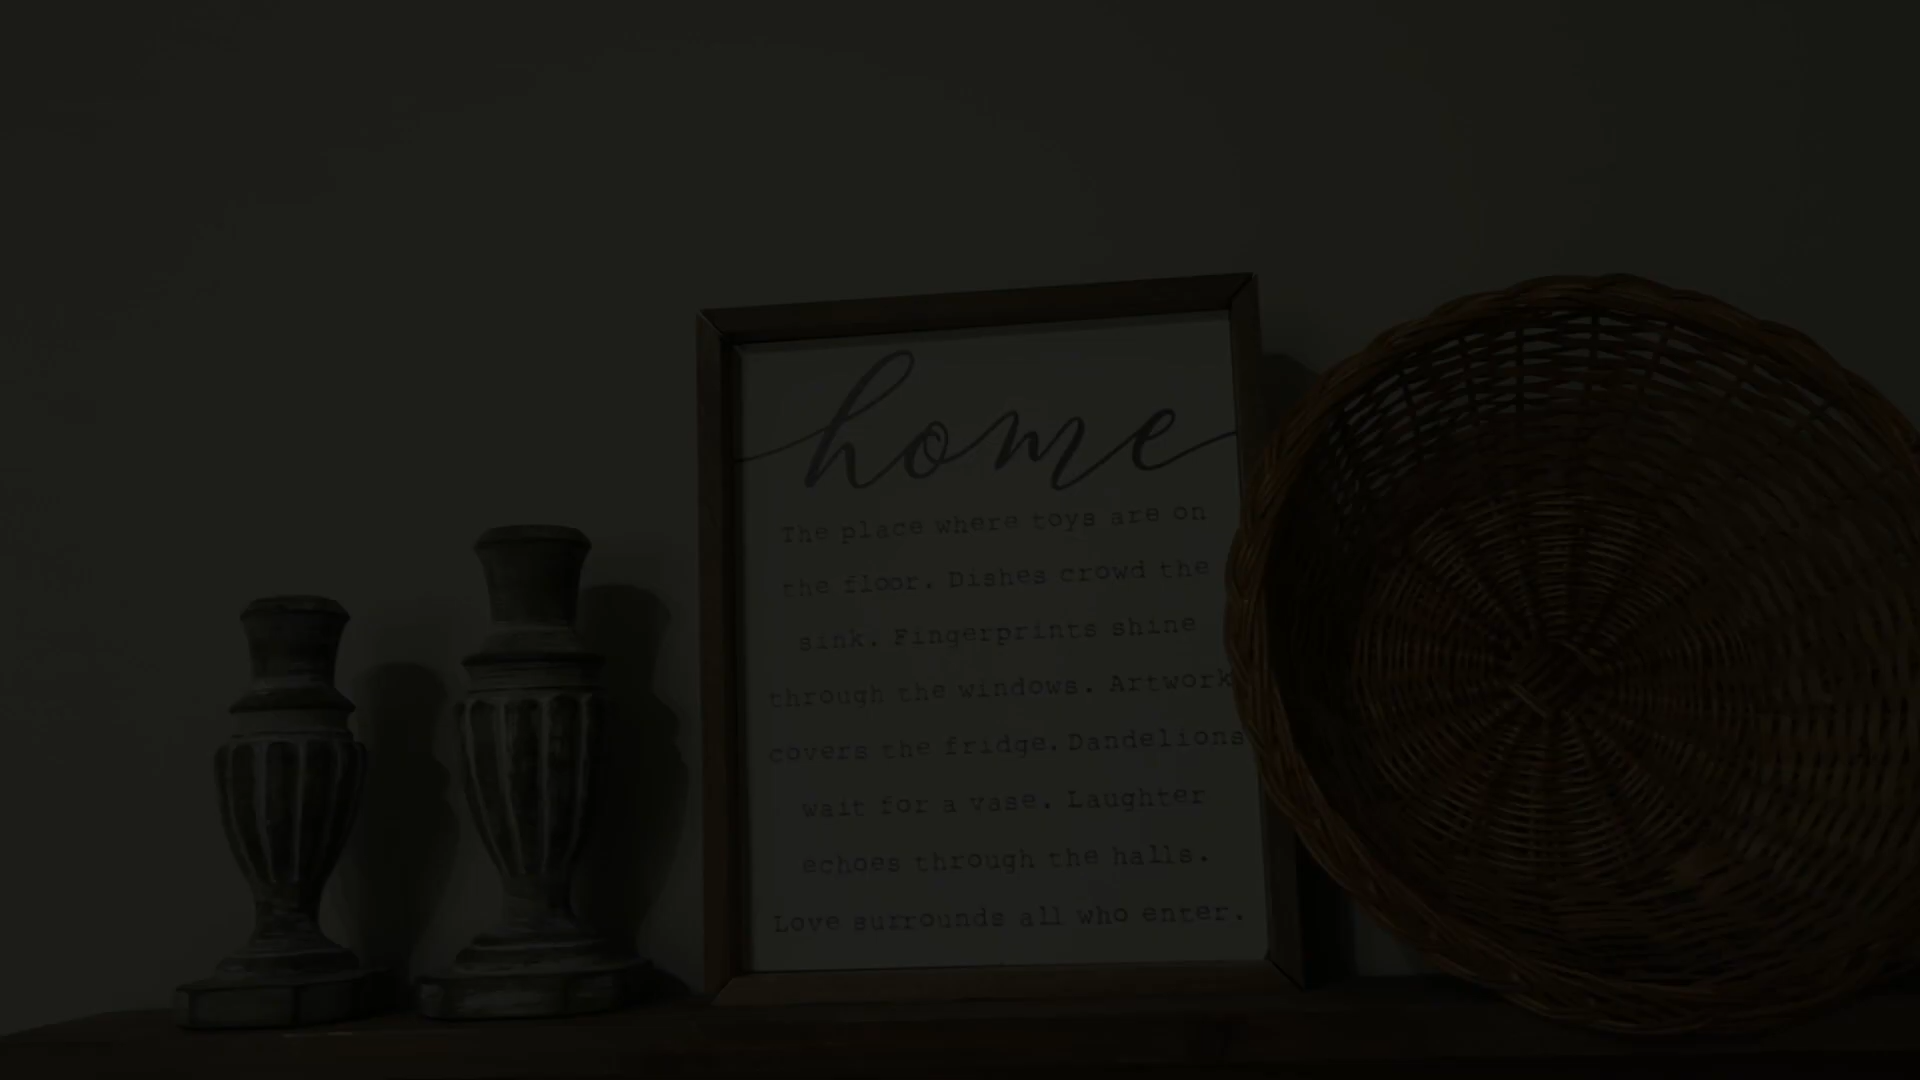 home
The place where toys are on
the floor. Dishes crowd the
sink. Fingerprints shine
through the windows. Artwork
covers the fridge. Dandelions
wait for a vase. Laughter
echoes through the halls.
Love surrounds all who enter.